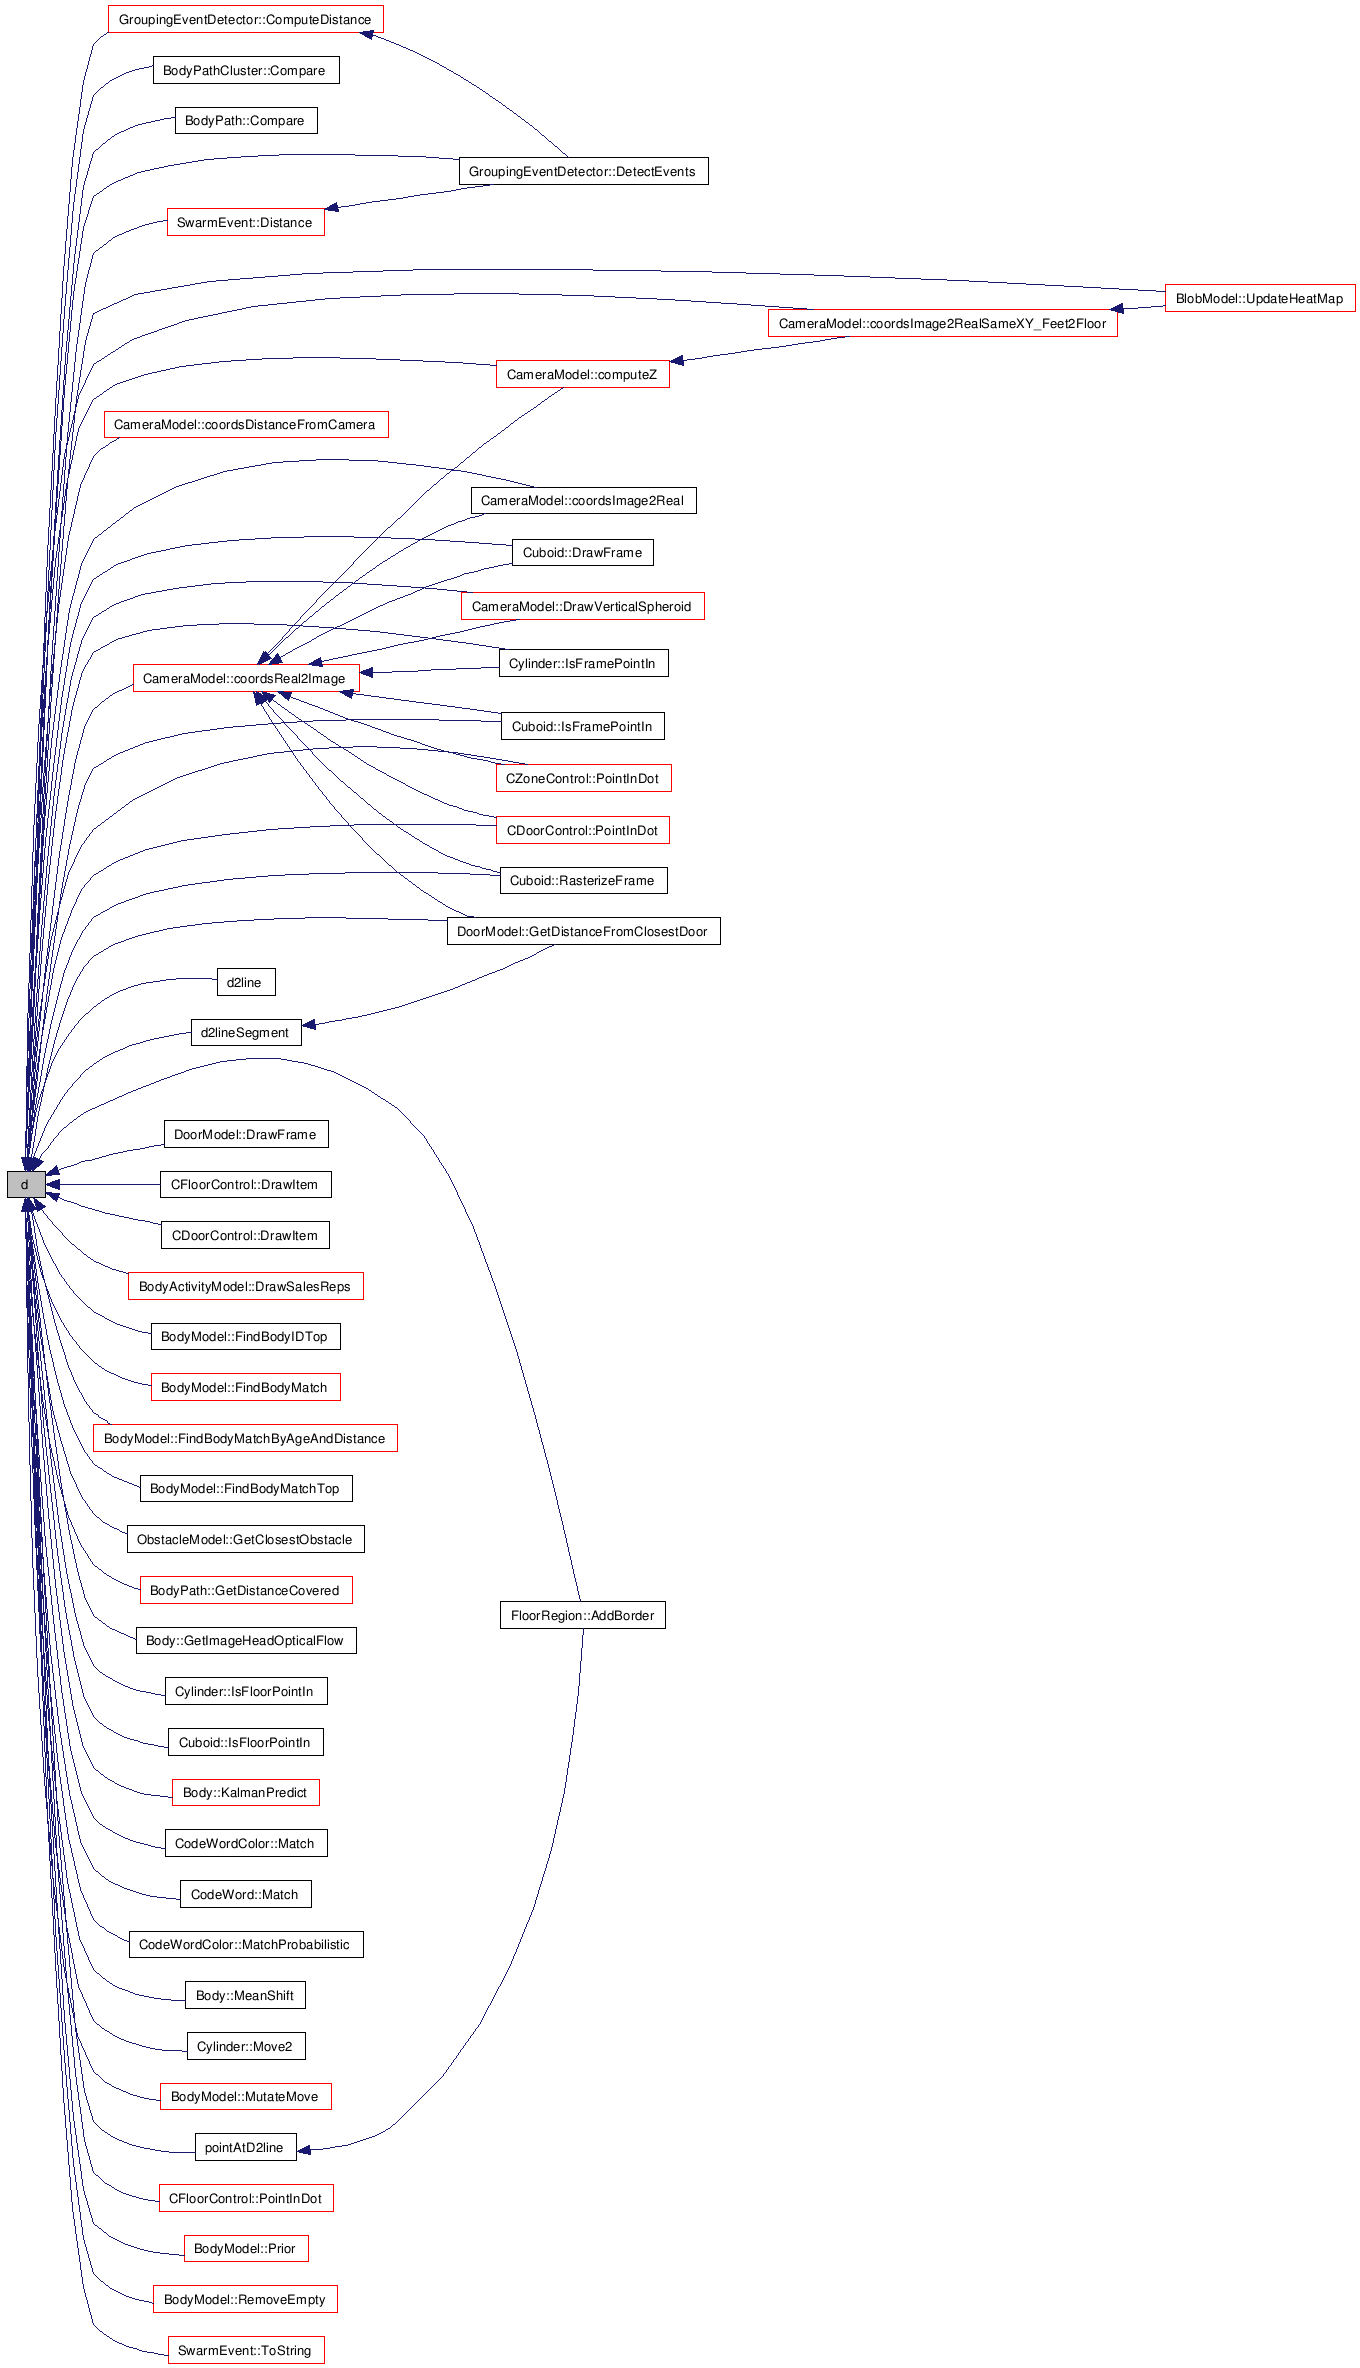 GroupingEventDetector::ComputeDistance
BodyPathCluster::Compare
BodyPath::Compare
GroupingEventDetector::DetectEvents
SwarmEvent::Distance
BlobModel::UpdateHeatMap
CameraModel::coordsImage2RealSameXY_Feet2Floor
CameraModel::computeZ
CameraModel::coordsDistanceFromCamera
CameraModel::coordsImage2Real
Cuboid::DrawFrame
CameraModel::DrawVerticalSpheroid
Cylinder::IsFramePointIn
CameraModel::coordsReal2Image
Cuboid::IsFramePointIn
CZoneControl::PointInDot
CDoorControl::PointInDot
Cuboid::RasterizeFrame
DoorModel::GetDistanceFromClosestDoor
d2line
d2lineSegment
DoorModel::DrawFrame
d
CFloorControl::DrawItem
CDoorControl::DrawItem
BodyActivityModel::DrawSalesReps
BodyModel::FindBodyIDTop
BodyModel::FindBodyMatch
BodyModel::FindBodyMatchByAgeAndDistance
BodyModel::FindBodyMatchTop
ObstacleModel::GetClosestObstacle
BodyPath::GetDistanceCovered
FloorRegion::AddBorder
Body::GetImageHeadOpticalFlow
Cylinder::IsFloorPointIn
Cuboid::IsFloorPointIn
Body::KalmanPredict
CodeWordColor::Match
CodeWord::Match
CodeWordColor::MatchProbabilistic
Body::MeanShift
Cylinder::Move2
BodyModel::MutateMove
pointAtD2line
CFloorControl::PointInDot
BodyModel::Prior
BodyModel::RemoveEmpty
SwarmEvent::ToString